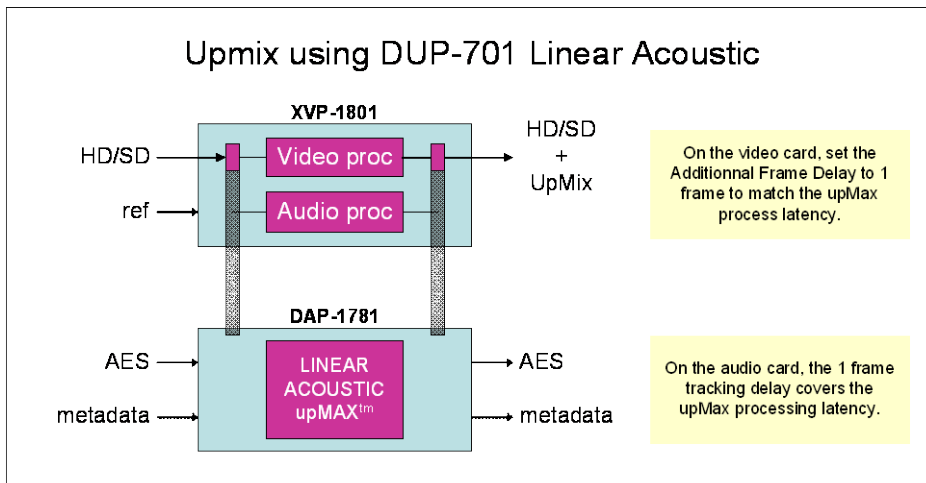 Upmix using DUP-701 Linear Acoustic
XVP-1801
HD/SD
Video proc
HD/SD
+
UpMix
ref
Audio proc
On the video card, set the
Additionnal Frame Delay to 1
frame to match the upMax
process latency.
DAP-1781
AES
LINEAR
ACOUSTIC
upMAX™
AES
metadata
metadata
On the audio card, the 1 frame
tracking delay covers the
upMax processing latency.